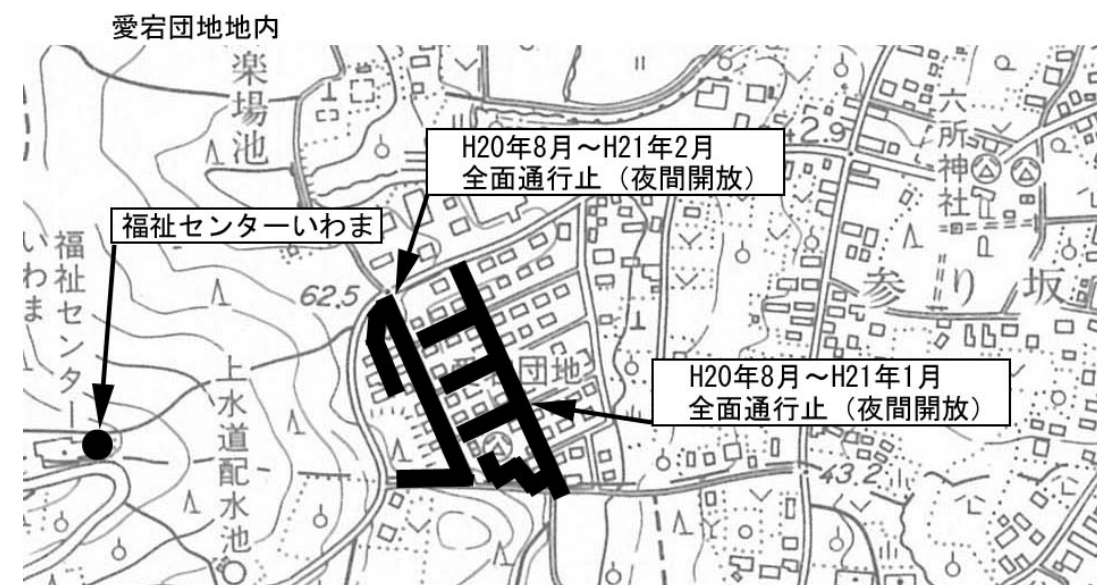 愛宕団地地内
楽場池
六所神社
42.9
H20年8月～H21年2月
全面通行止（夜間開放）
福祉センターいわま
福祉センター
いわま
62.5
参り坂
愛宕団地
H20年8月～H21年1月
全面通行止（夜間開放）
上水道配水池
43.2